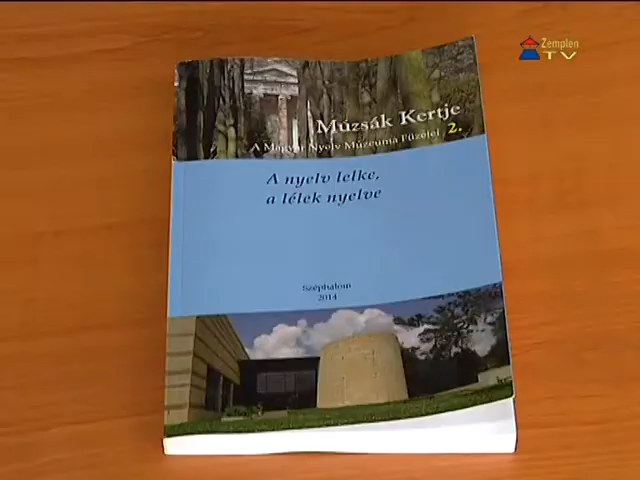 Zemplén
TV
Múzsák Kertje
A Magyar Nyelv Múzeuma Füzetei 2.
A nyelv lelke,
a lélek nyelve
Széphalom
2014